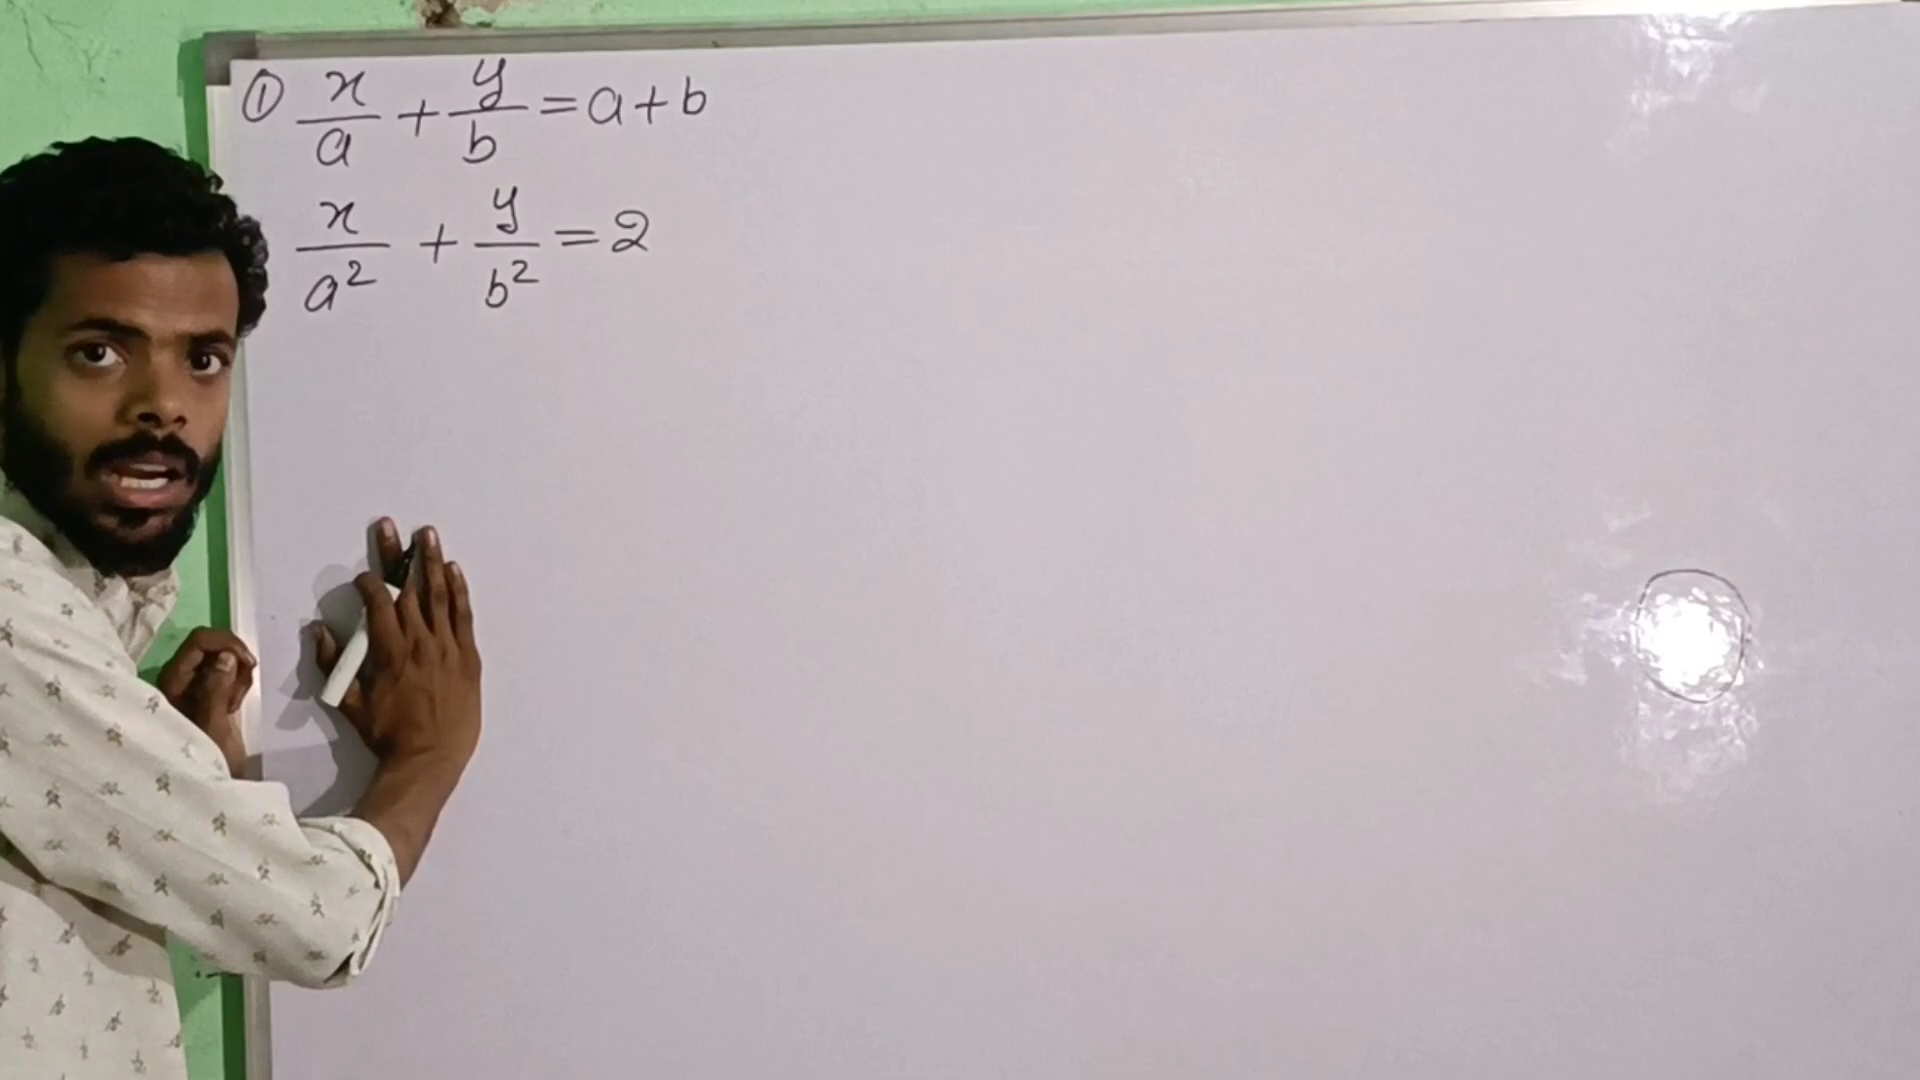 ① x/a + y/b = a + b
x/a² + y/b² = 2